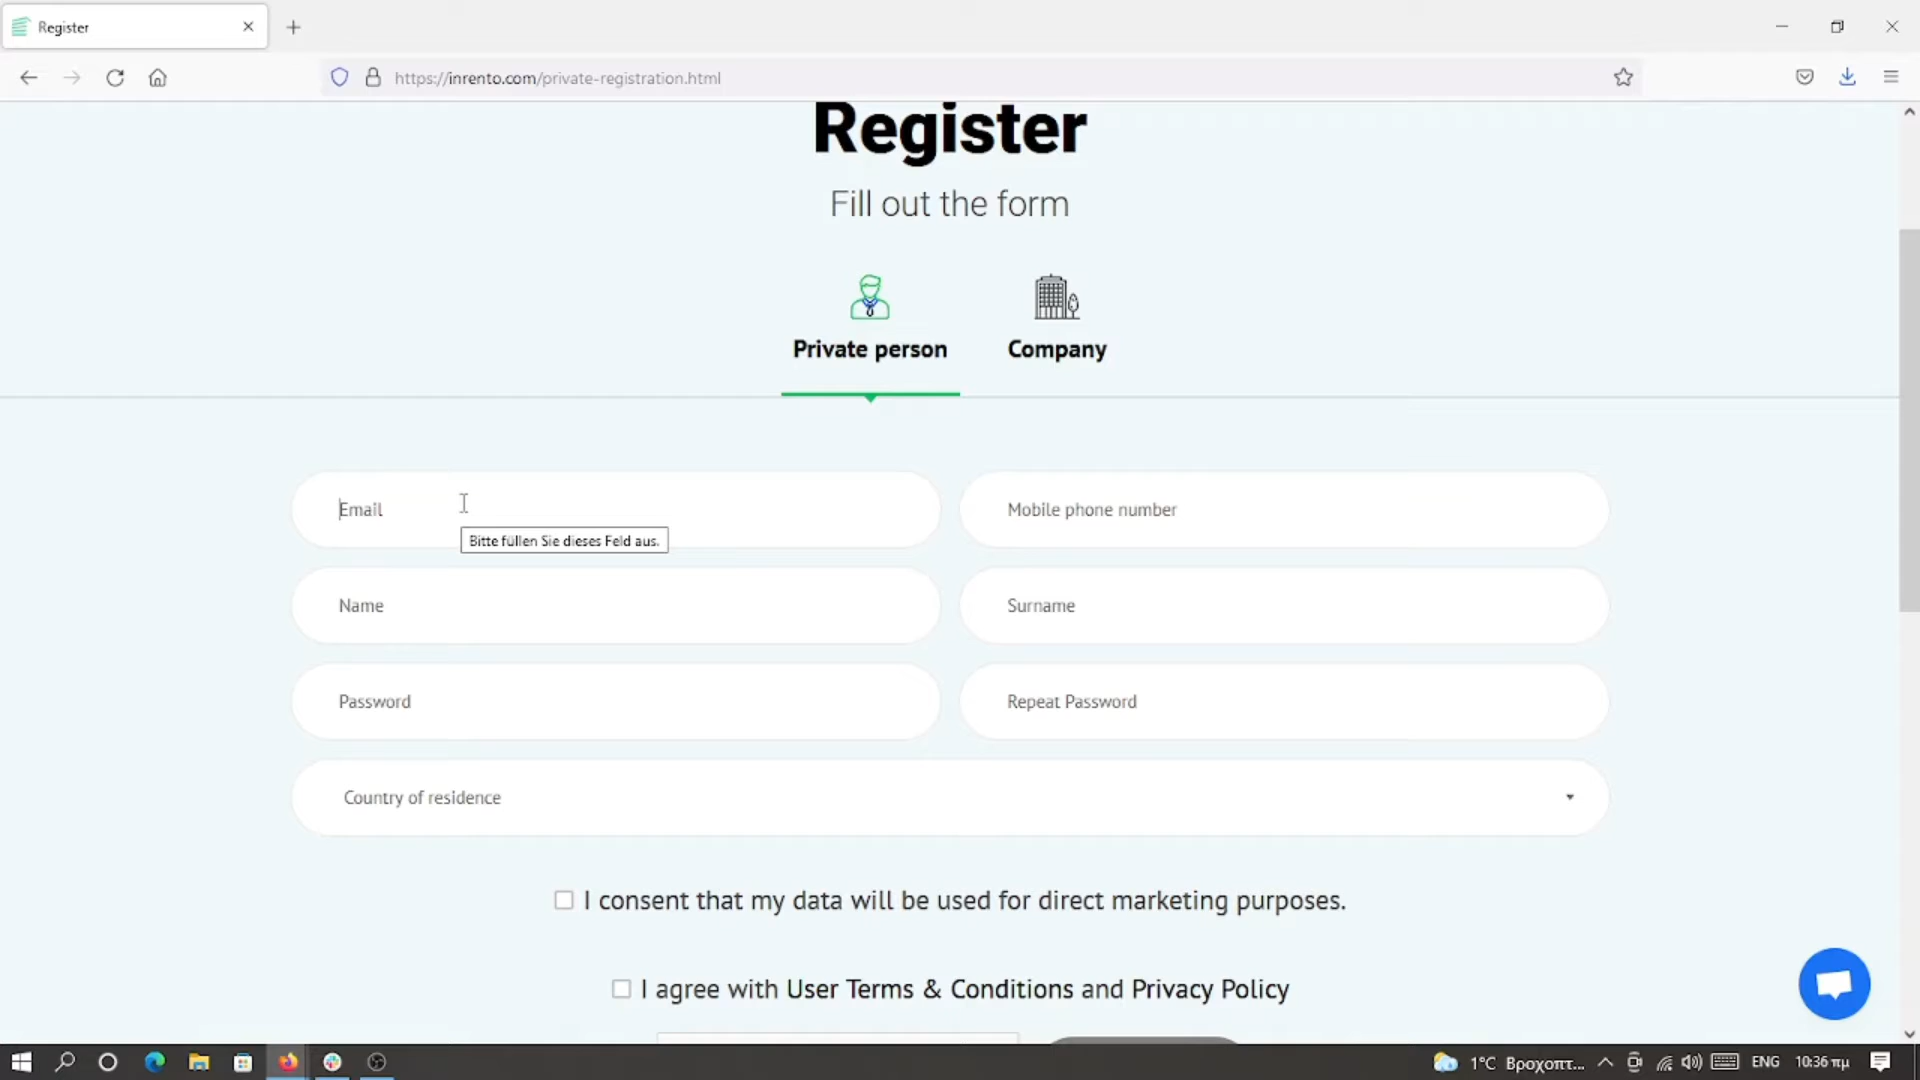 Register
https://inrento.com/private-registration.html
Register
Fill out the form
Private person
Company
Email
Mobile phone number
Bitte füllen Sie dieses Feld aus.
Name
Surname
Password
Repeat Password
Country of residence
I consent that my data will be used for direct marketing purposes.
I agree with User Terms & Conditions and Privacy Policy
1°C Βροχοπτ... ENG 10:36 πμ